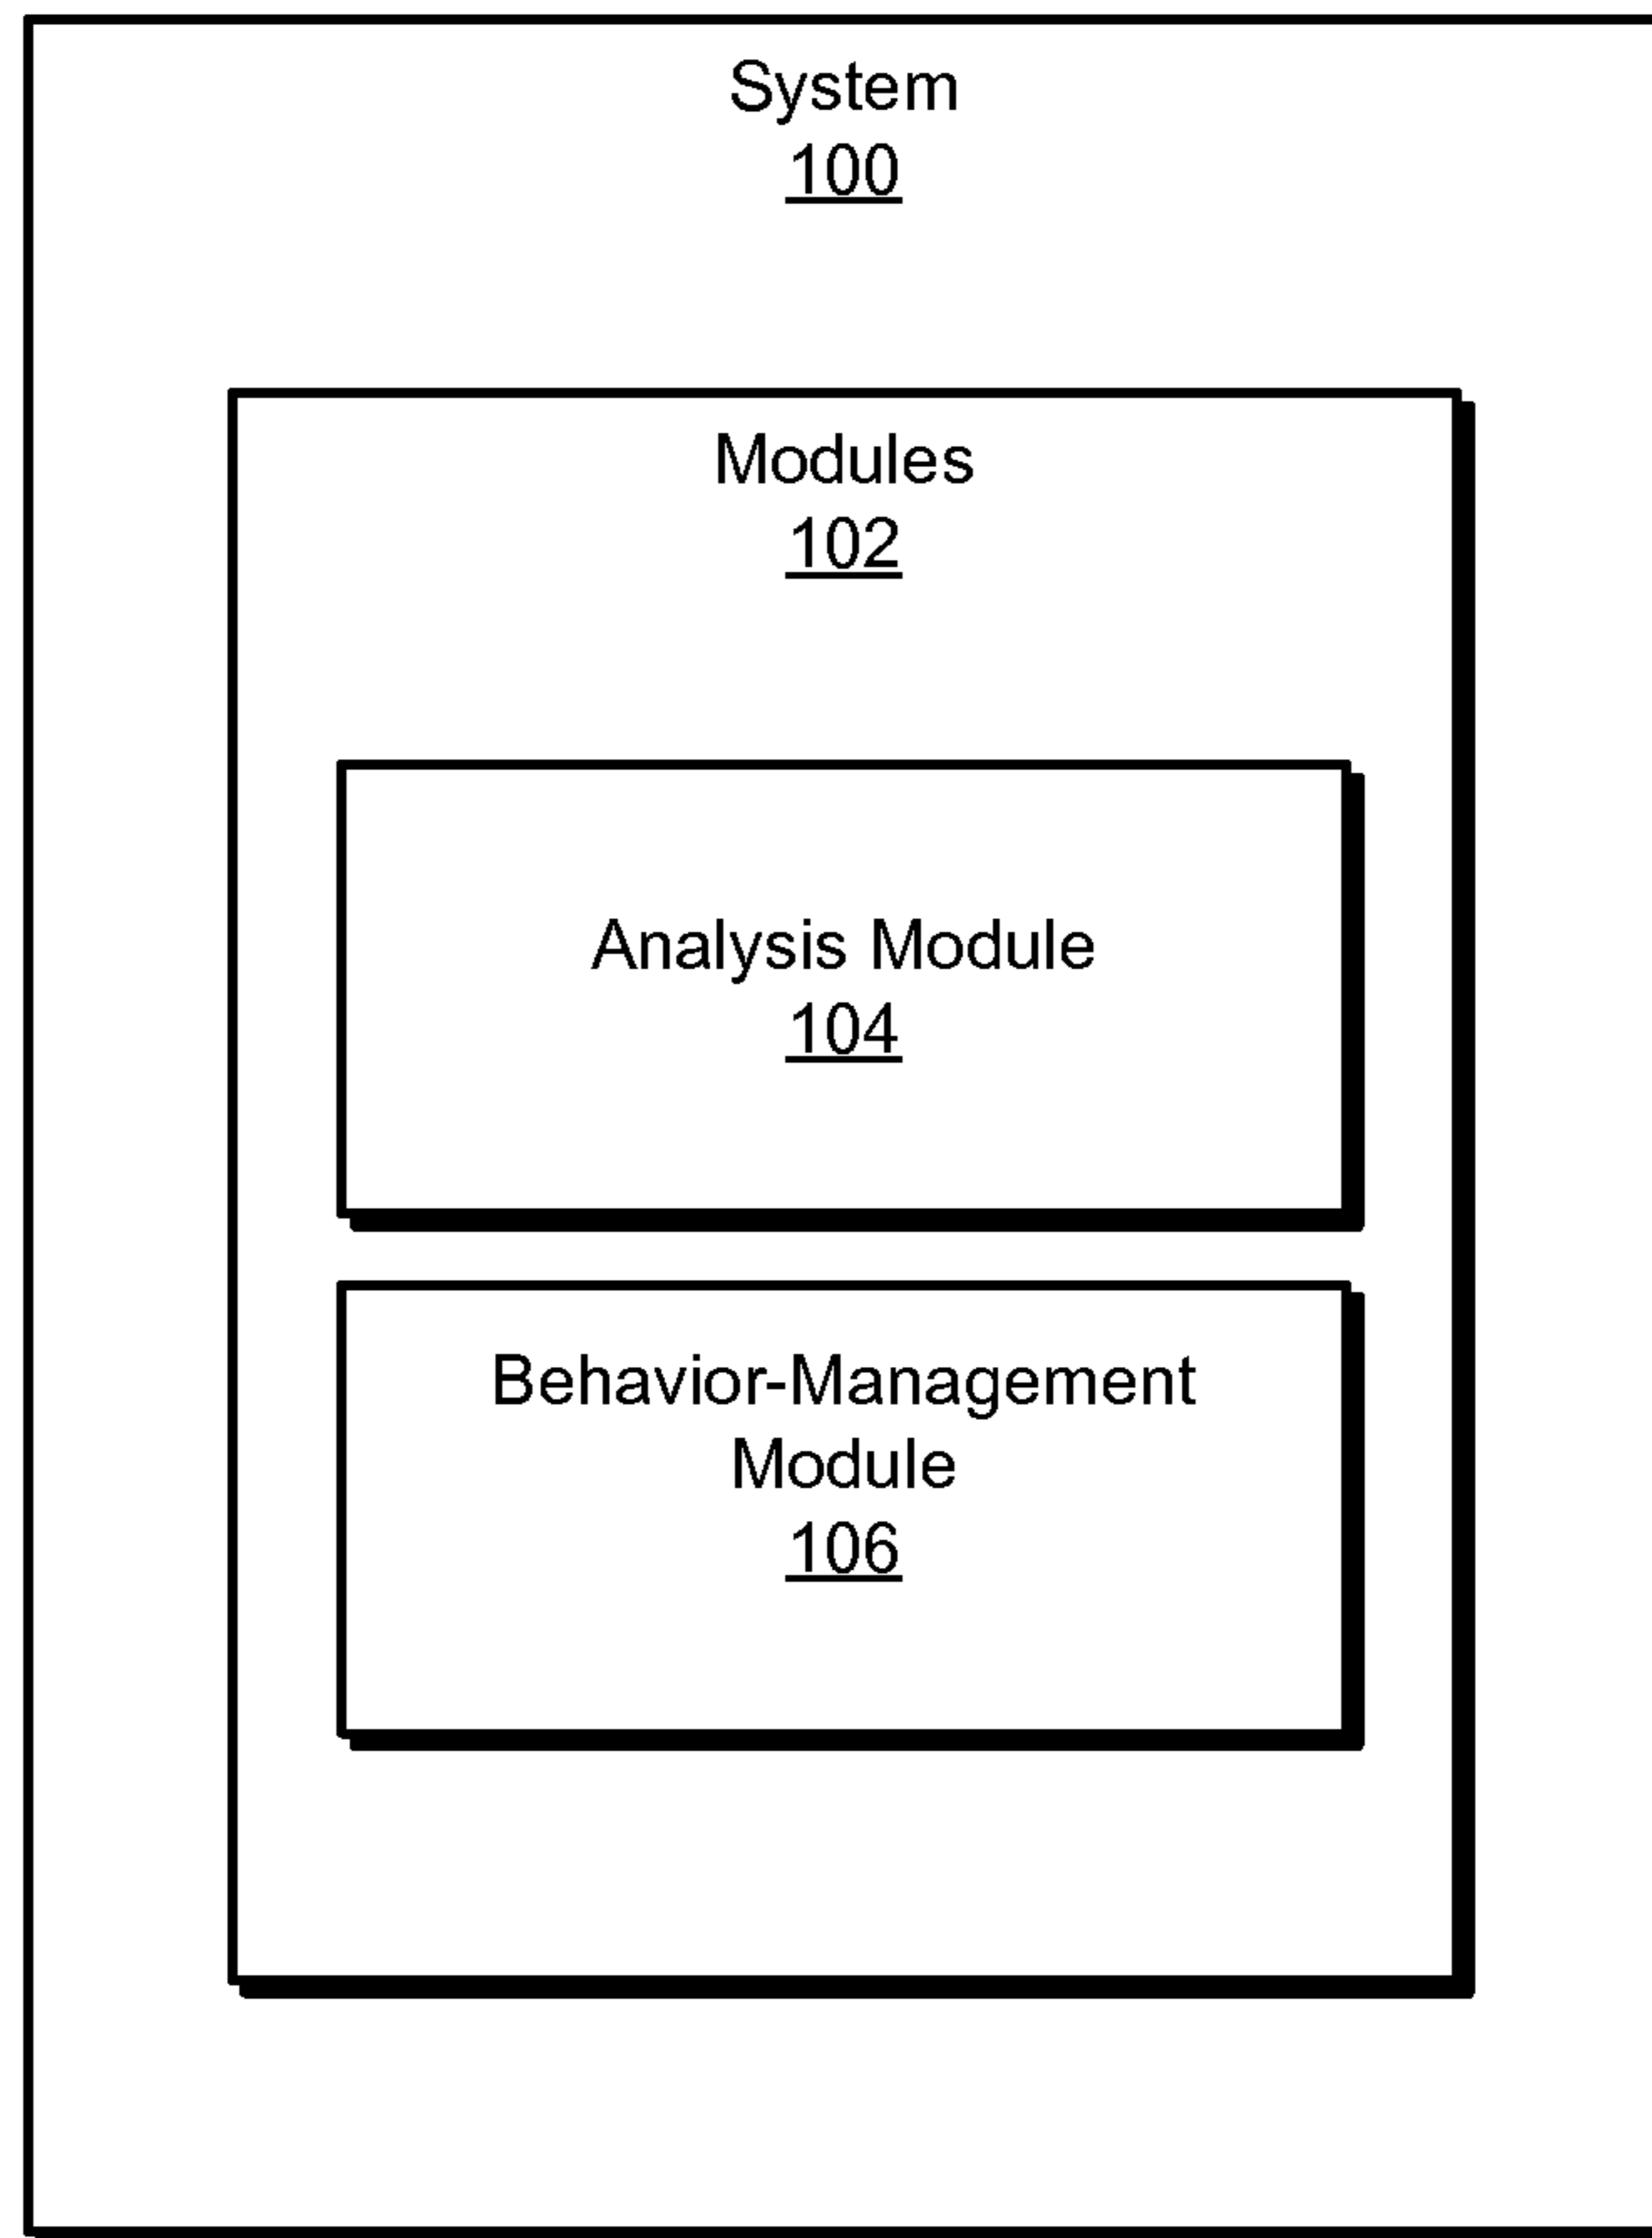 System
100
Modules
102
Analysis Module
104
Behavior-Management
Module
106